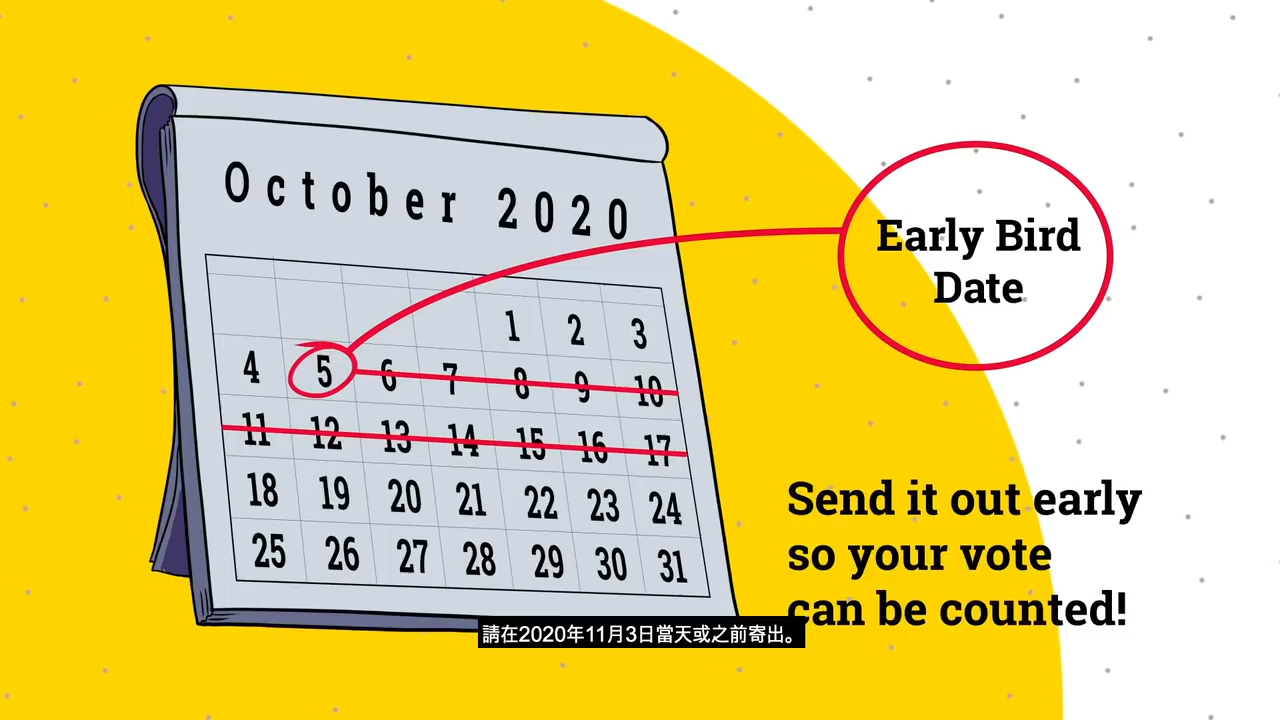 October 2020
1 2 3
4 5 6 7 8 9 10
11 12 13 14 15 16 17
18 19 20 21 22 23 24
25 26 27 28 29 30 31
Early Bird
Date
Send it out early
so your vote
can be counted!
請在2020年11月3日當天或之前寄出。